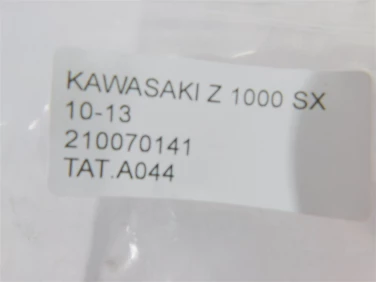 KAWASAKI Z 1000 SX
10-13
210070141
TAT.A044